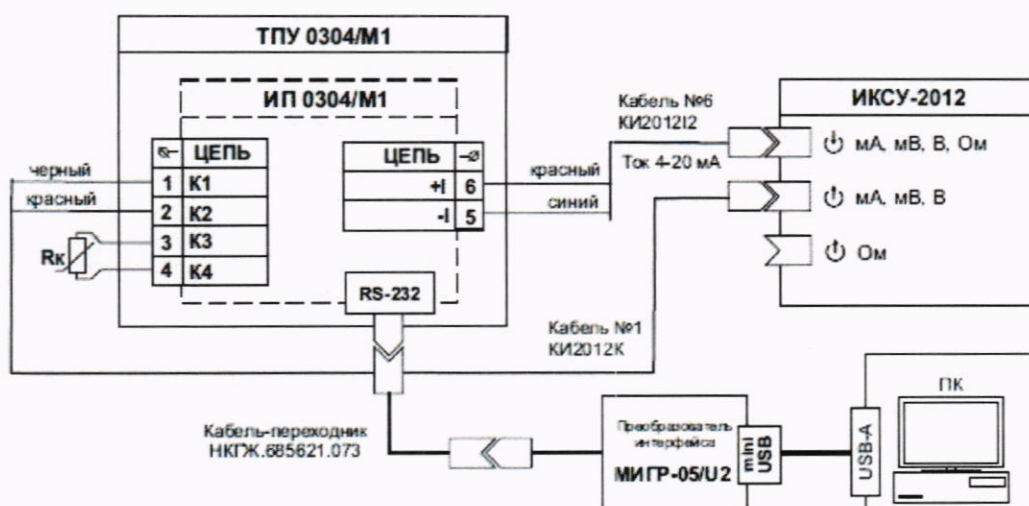 ТПУ 0304/М1
ИП 0304/М1
ЦЕПЬ
1 К1
2 К2
3 К3
4 К4
черный
красный
Rк
ЦЕПЬ
+I 6
-I 5
RS-232
красный
синий
Кабель №6
КИ2012I2
Ток 4-20 мА
ИКСУ-2012
мА, мВ, В, Ом
мА, мВ, В
Ом
Кабель №1
КИ2012К
Кабель-переходник
НКГЖ.685621.073
Преобразователь
интерфейса
МИГР-05/U2
mini
USB
USB-A
ПК